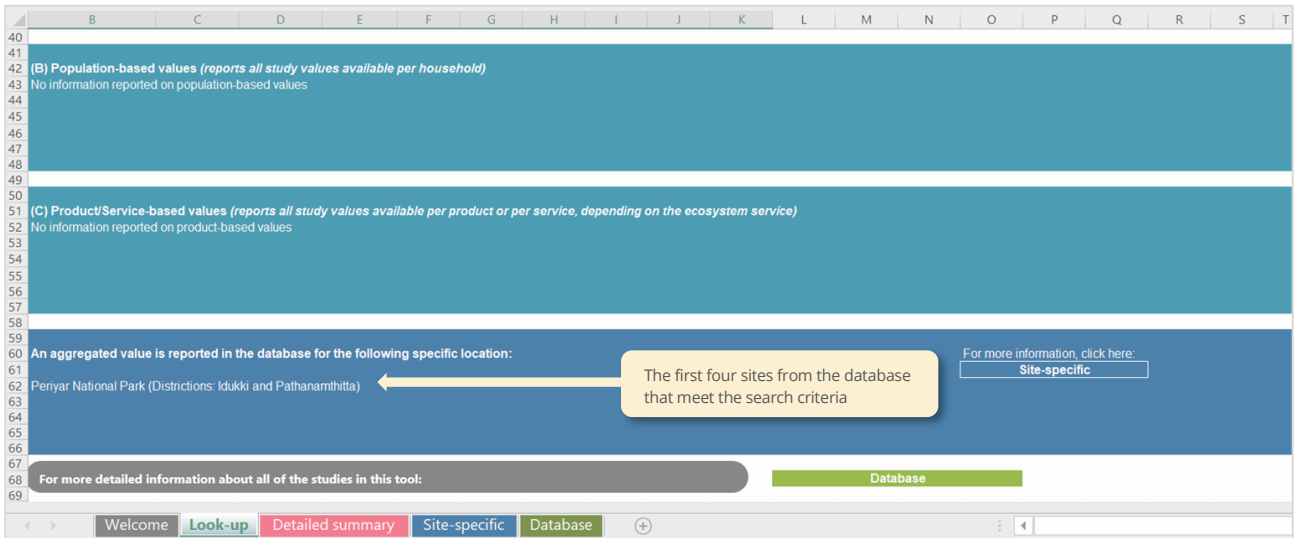 B C D E F G H I J K L M N O P Q R S T
40
41
42 (B) Population-based values (reports all study values available per household)
43 No information reported on population-based values
44
45
46
47
48
49
50
51 (C) Product/Service-based values (reports all study values available per product or per service, depending on the ecosystem service)
52 No information reported on product-based values
53
54
55
56
57
58
59
60 An aggregated value is reported in the database for the following specific location: For more information, click here:
61 Site-specific
62 Periyar National Park (Districtions: Idukki and Pathanamthitta)
The first four sites from the database
that meet the search criteria
63
64
65
66
67
68 For more detailed information about all of the studies in this tool: Database
69
Welcome Look-up Detailed summary Site-specific Database